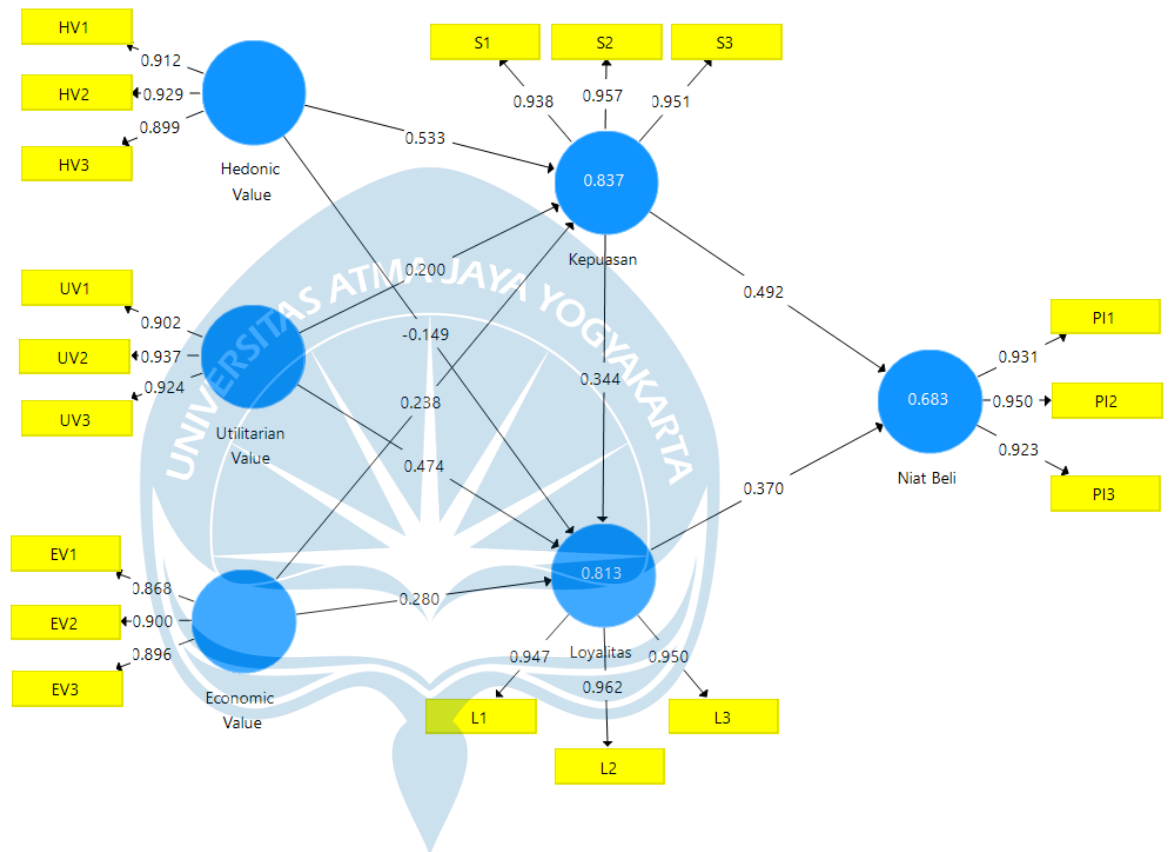 HV1
0.912
HV2
0.929
0.899
HV3
Hedonic
Value
S1
S2
S3
0.938
0.957
0.951
0.533
0.837
Kepuasan
UV1
0.902
UV2
0.937
0.924
UV3
Utilitarian
Value
0.200
-0.149
0.238
0.474
0.344
0.492
0.370
EV1
0.868
EV2
0.900
0.896
EV3
Economic
Value
0.280
0.813
Loyalitas
0.947
0.962
0.950
L1
L2
L3
0.683
Niat Beli
PI1
0.931
0.950
PI2
0.923
PI3
UNIVERSITAS ATMA JAYA YOGYAKARTA